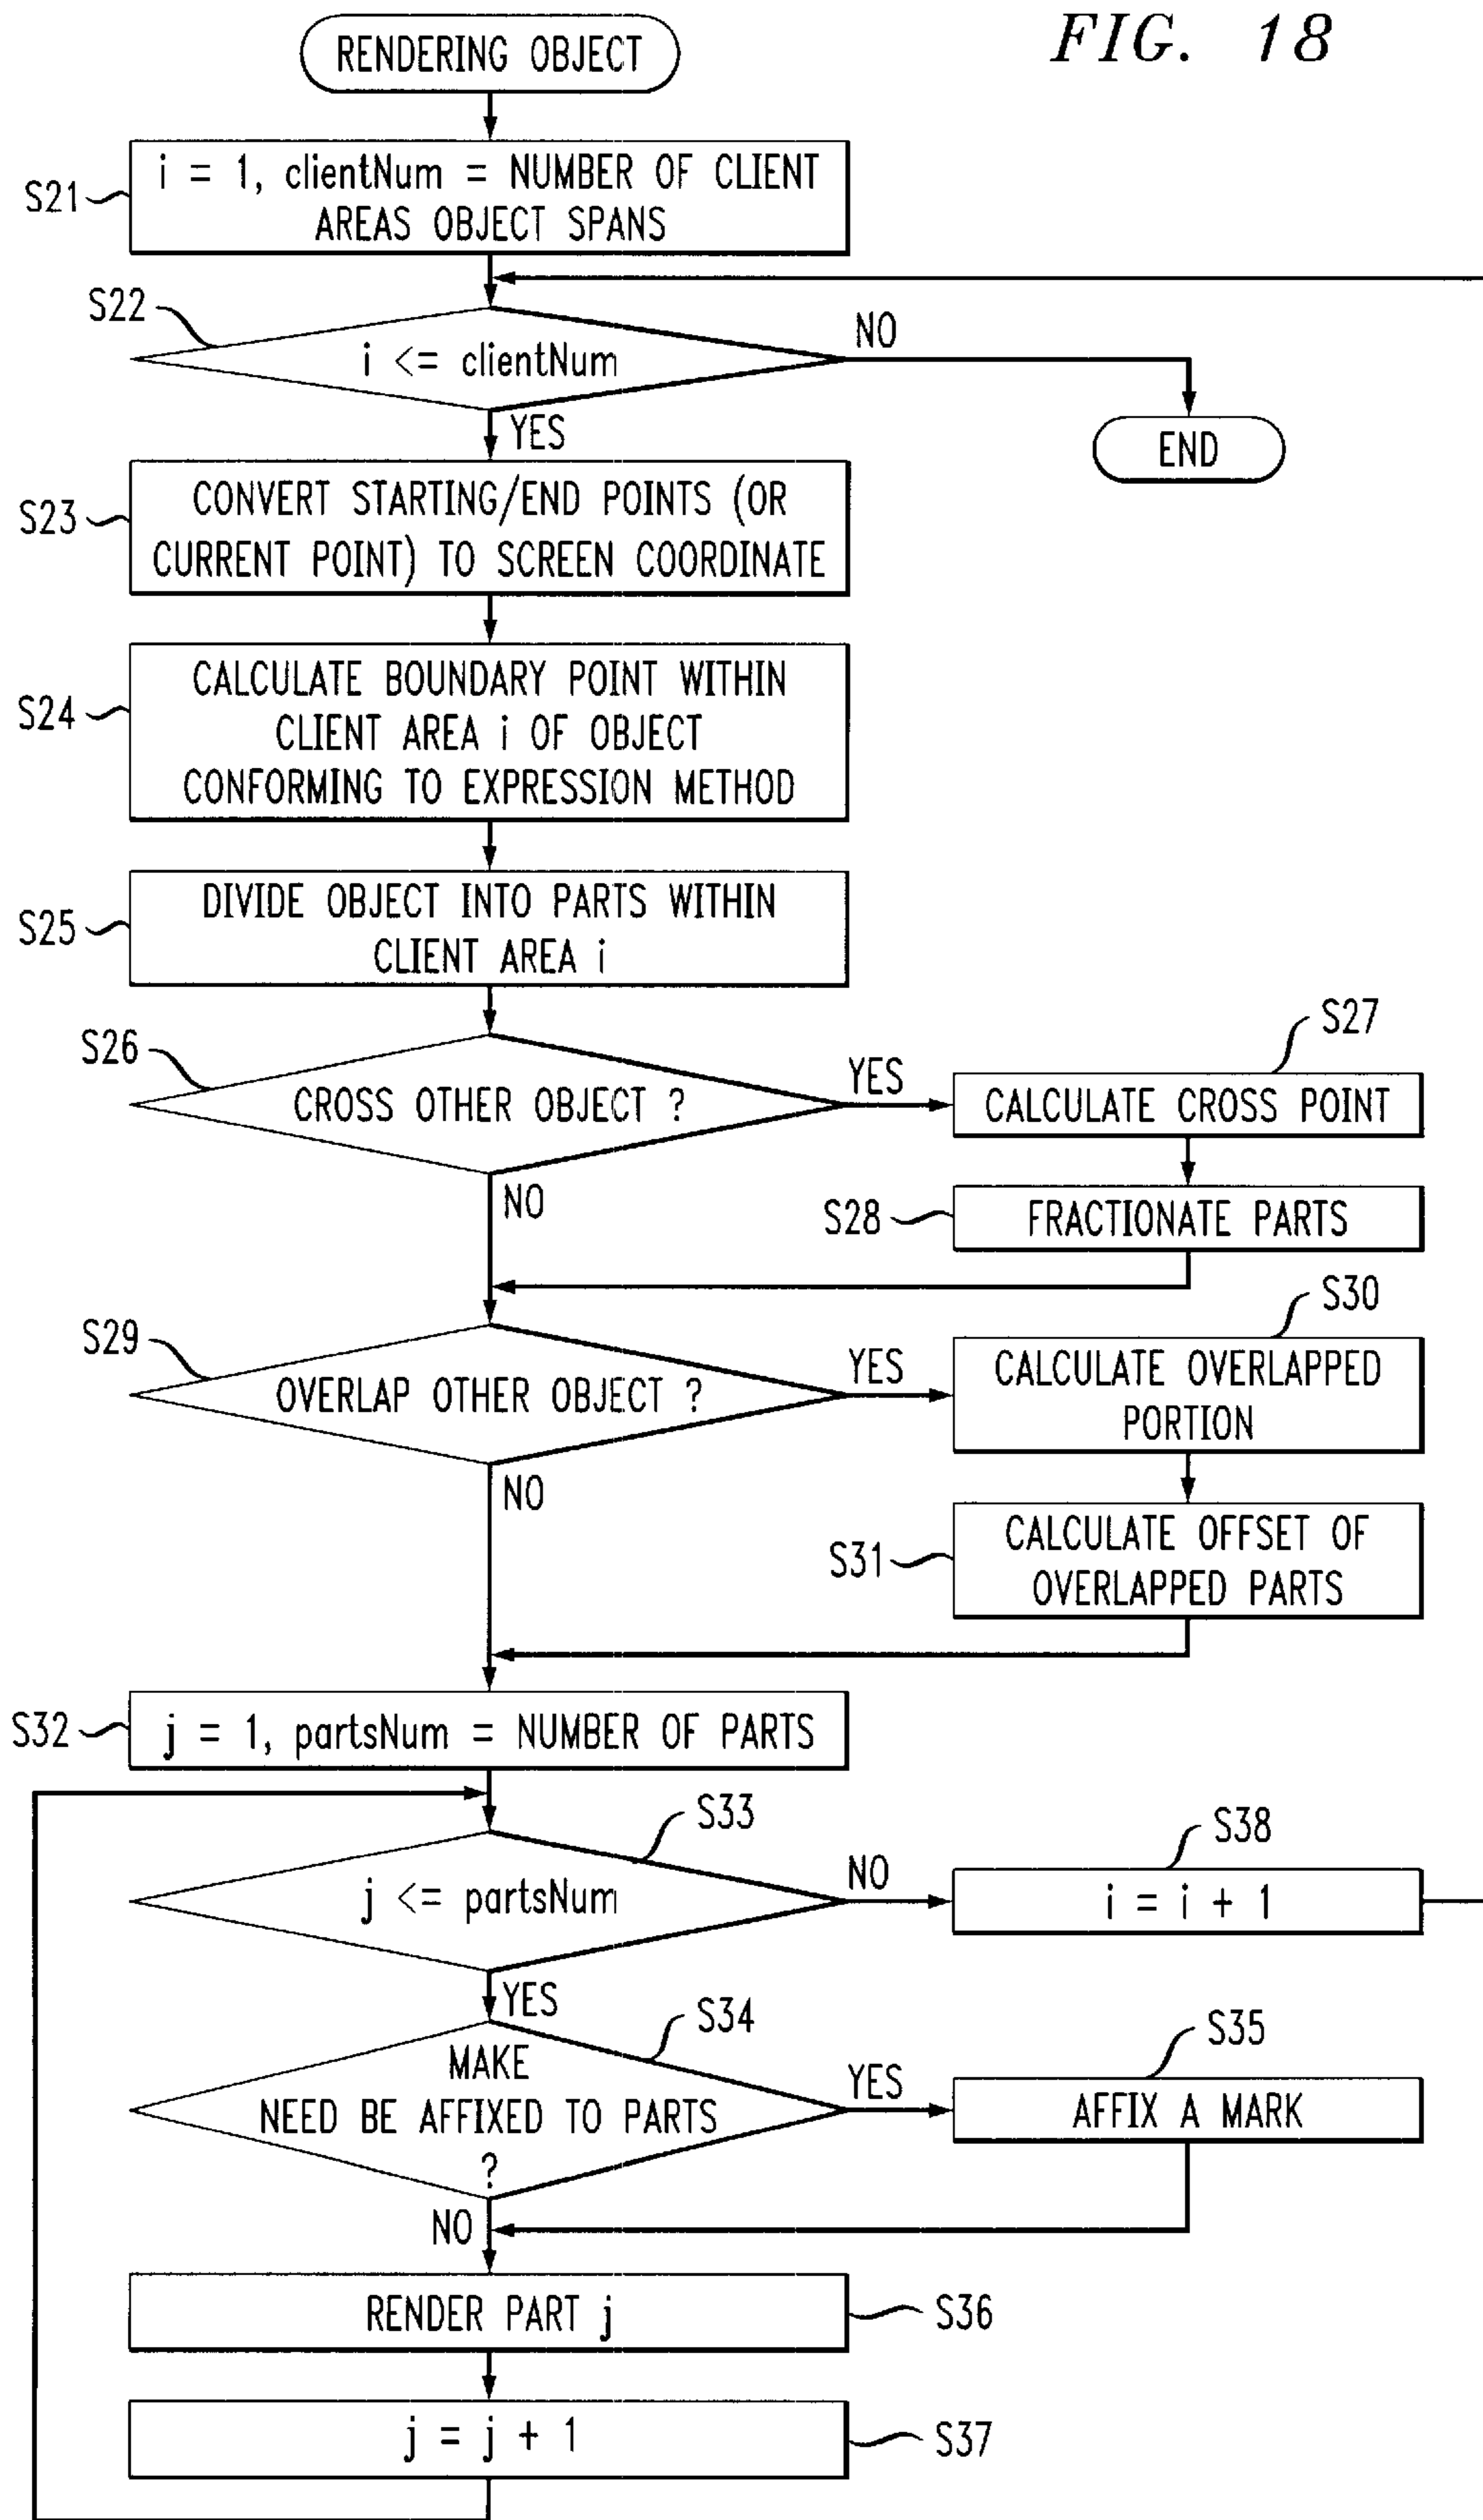 FIG. 18
RENDERING OBJECT
S21
i = 1, clientNum = NUMBER OF CLIENT
AREAS OBJECT SPANS
S22
i <= clientNum
NO
YES
END
S23
CONVERT STARTING/END POINTS (OR
CURRENT POINT) TO SCREEN COORDINATE
S24
CALCULATE BOUNDARY POINT WITHIN
CLIENT AREA i OF OBJECT
CONFORMING TO EXPRESSION METHOD
S25
DIVIDE OBJECT INTO PARTS WITHIN
CLIENT AREA i
S26
CROSS OTHER OBJECT ?
YES
NO
S27
CALCULATE CROSS POINT
S28
FRACTIONATE PARTS
S29
OVERLAP OTHER OBJECT ?
YES
NO
S30
CALCULATE OVERLAPPED
PORTION
S31
CALCULATE OFFSET OF
OVERLAPPED PARTS
S32
j = 1, partsNum = NUMBER OF PARTS
S33
j <= partsNum
NO
YES
S38
i = i + 1
S34
MAKE
NEED BE AFFIXED TO PARTS
?
YES
NO
S35
AFFIX A MARK
RENDER PART j
S36
j = j + 1
S37